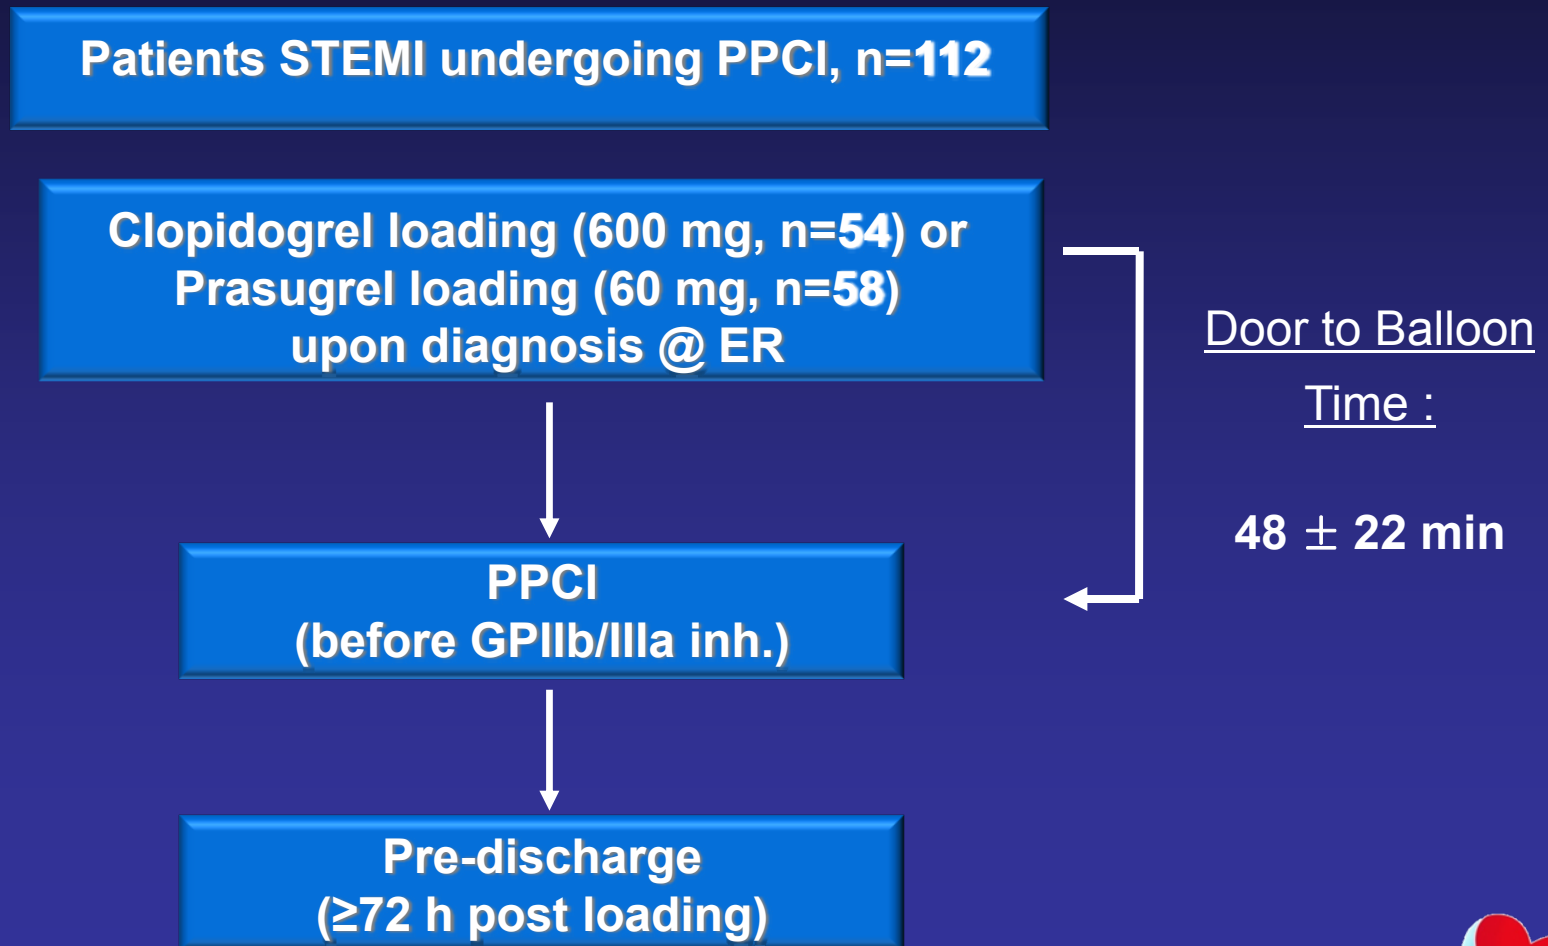 Patients STEMI undergoing PPCI, n=112
Clopidogrel loading (600 mg, n=54) or
Prasugrel loading (60 mg, n=58)
upon diagnosis @ ER
Door to Balloon
Time :
48 ± 22 min
PPCI
(before GPIIb/IIIa inh.)
Pre-discharge
(≥72 h post loading)